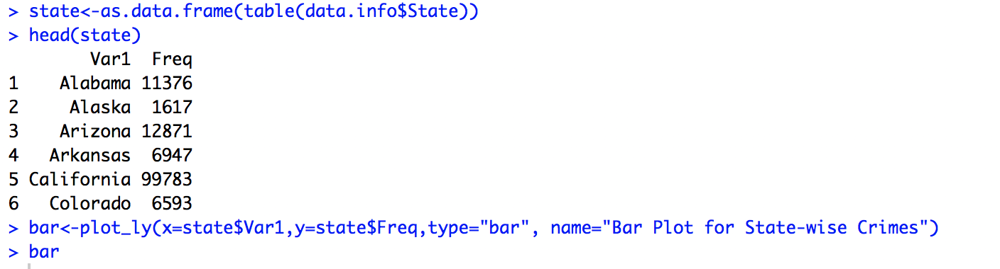 > state<-as.data.frame(table(data.info$State))
> head(state)
        Var1  Freq
1    Alabama 11376
2     Alaska  1617
3    Arizona 12871
4   Arkansas  6947
5 California 99783
6   Colorado  6593
> bar<-plot_ly(x=state$Var1,y=state$Freq,type="bar", name="Bar Plot for State-wise Crimes")
> bar